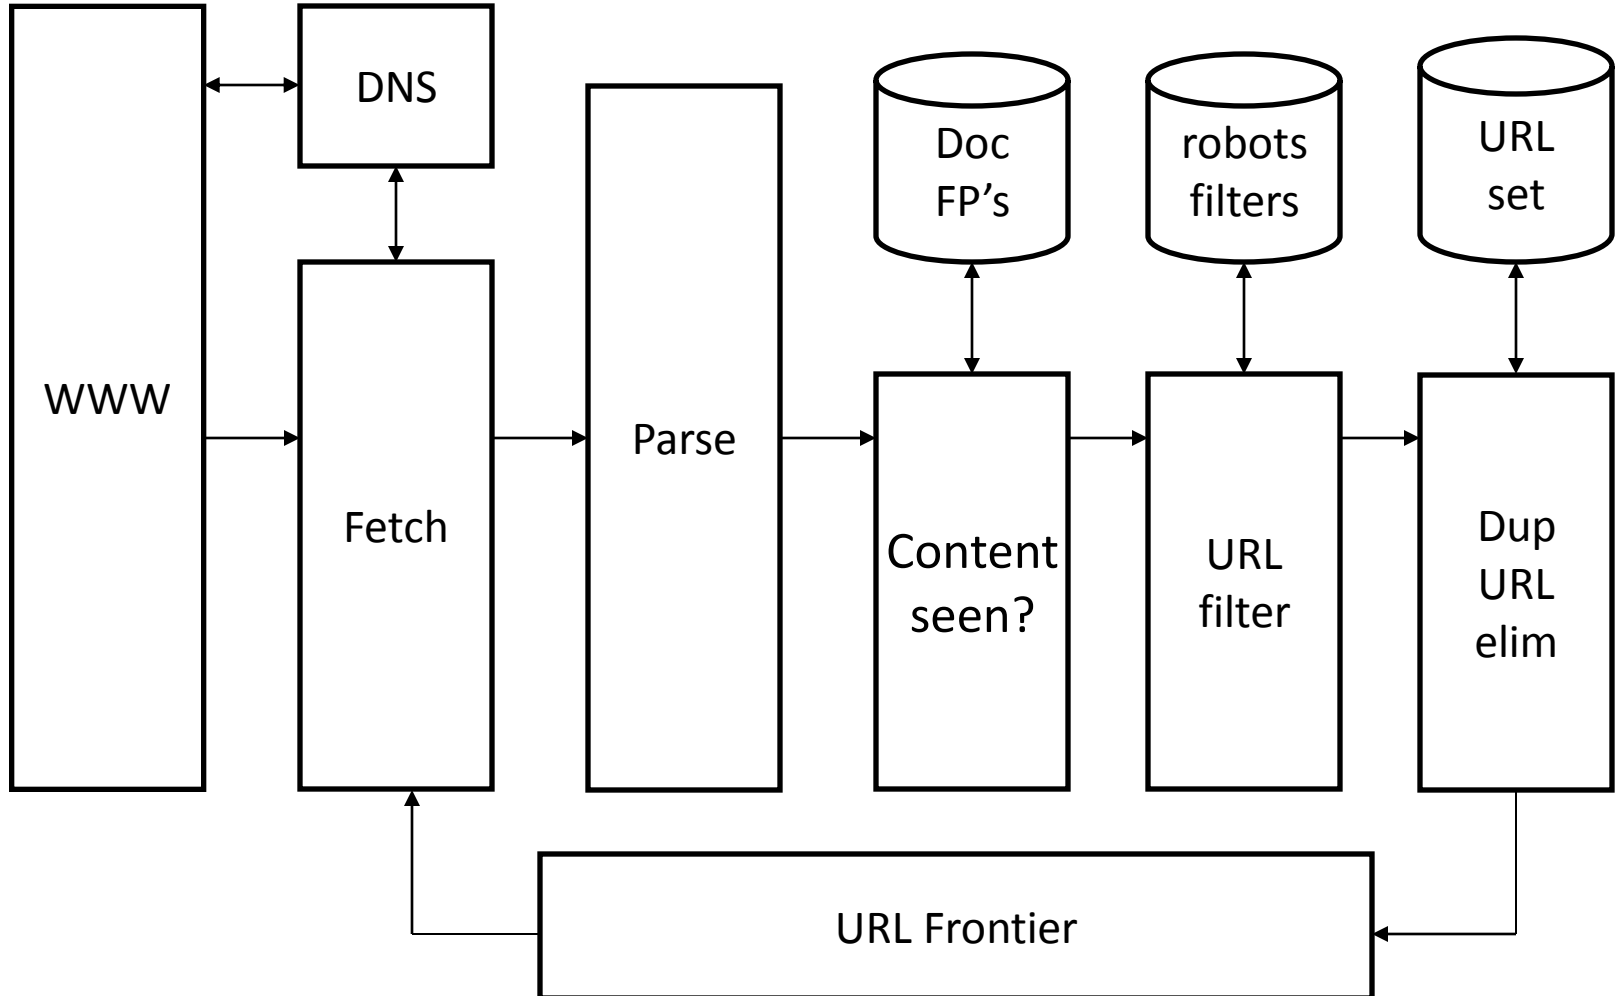 WWW
DNS
Fetch
Parse
Doc
FP’s
Content
seen?
robots
filters
URL
filter
URL
set
Dup
URL
elim
URL Frontier